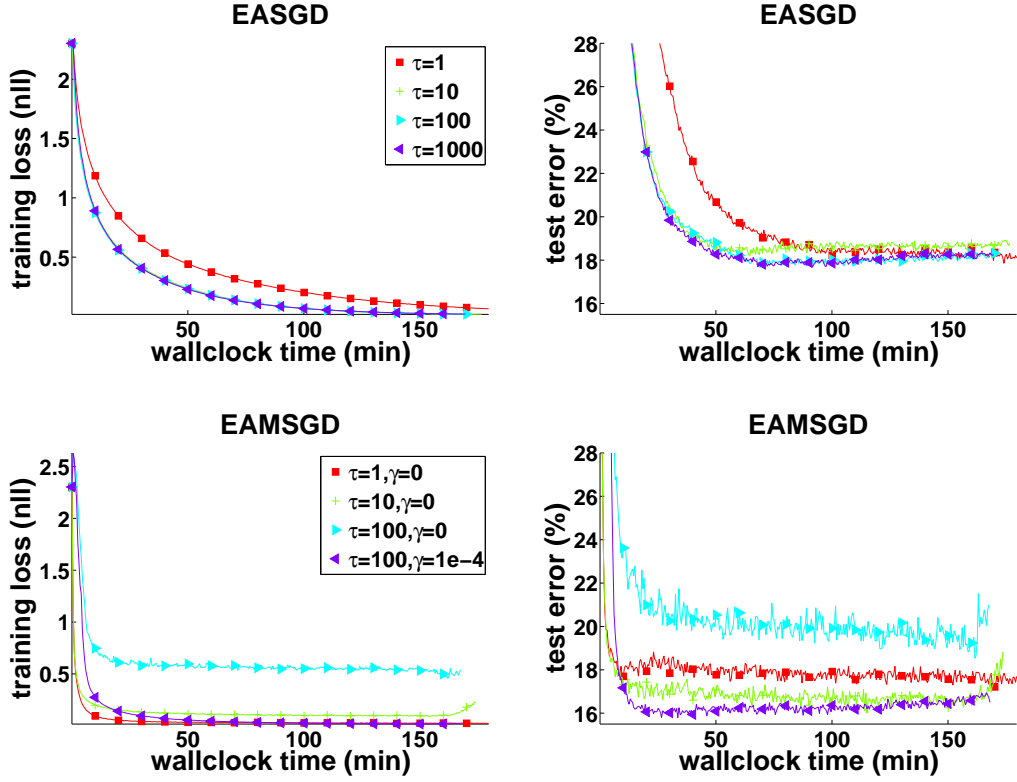 EASGD
training loss (nll)
2
1.5
1
0.5
50
100
150
wallclock time (min)
τ=1
τ=10
τ=100
τ=1000
EASGD
test error (%)
28
26
24
22
20
18
16
50
100
150
wallclock time (min)
EAMSGD
training loss (nll)
2.5
2
1.5
1
0.5
50
100
150
wallclock time (min)
τ=1,γ=0
τ=10,γ=0
τ=100,γ=0
τ=100,γ=1e−4
EAMSGD
test error (%)
28
26
24
22
20
18
16
50
100
150
wallclock time (min)